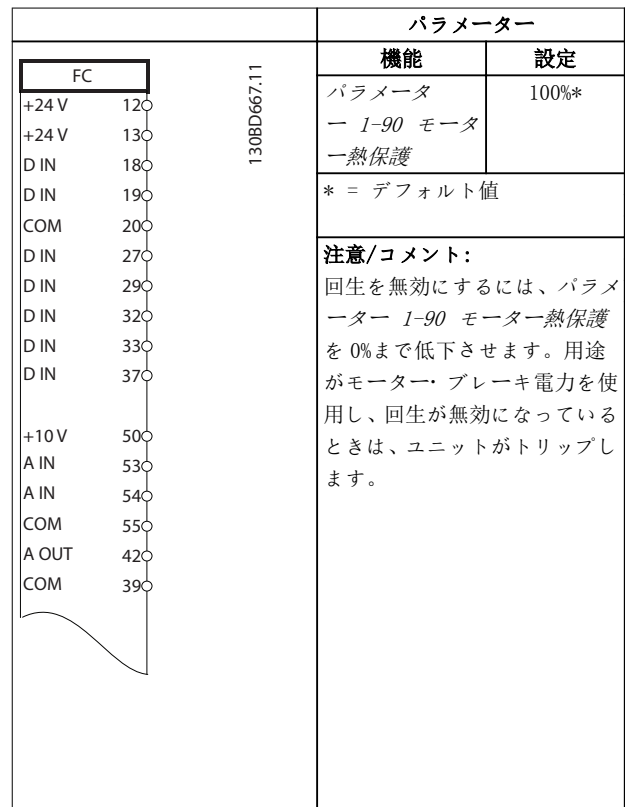 パラメーター
機能 設定
パラメータ
ー 1-90 モータ
ー熱保護
100%*
* = デフォルト値
注意/コメント:
回生を無効にするには、パラメ
ーター 1-90 モーター熱保護
を 0%まで低下させます。用途
がモーター・ブレーキ電力を使
用し、回生が無効になっている
ときは、ユニットがトリップし
ます。
FC
+24 V 12
+24 V 13
D IN 18
D IN 19
COM 20
D IN 27
D IN 29
D IN 32
D IN 33
D IN 37
+10 V 50
A IN 53
A IN 54
COM 55
A OUT 42
COM 39
130BD667.11